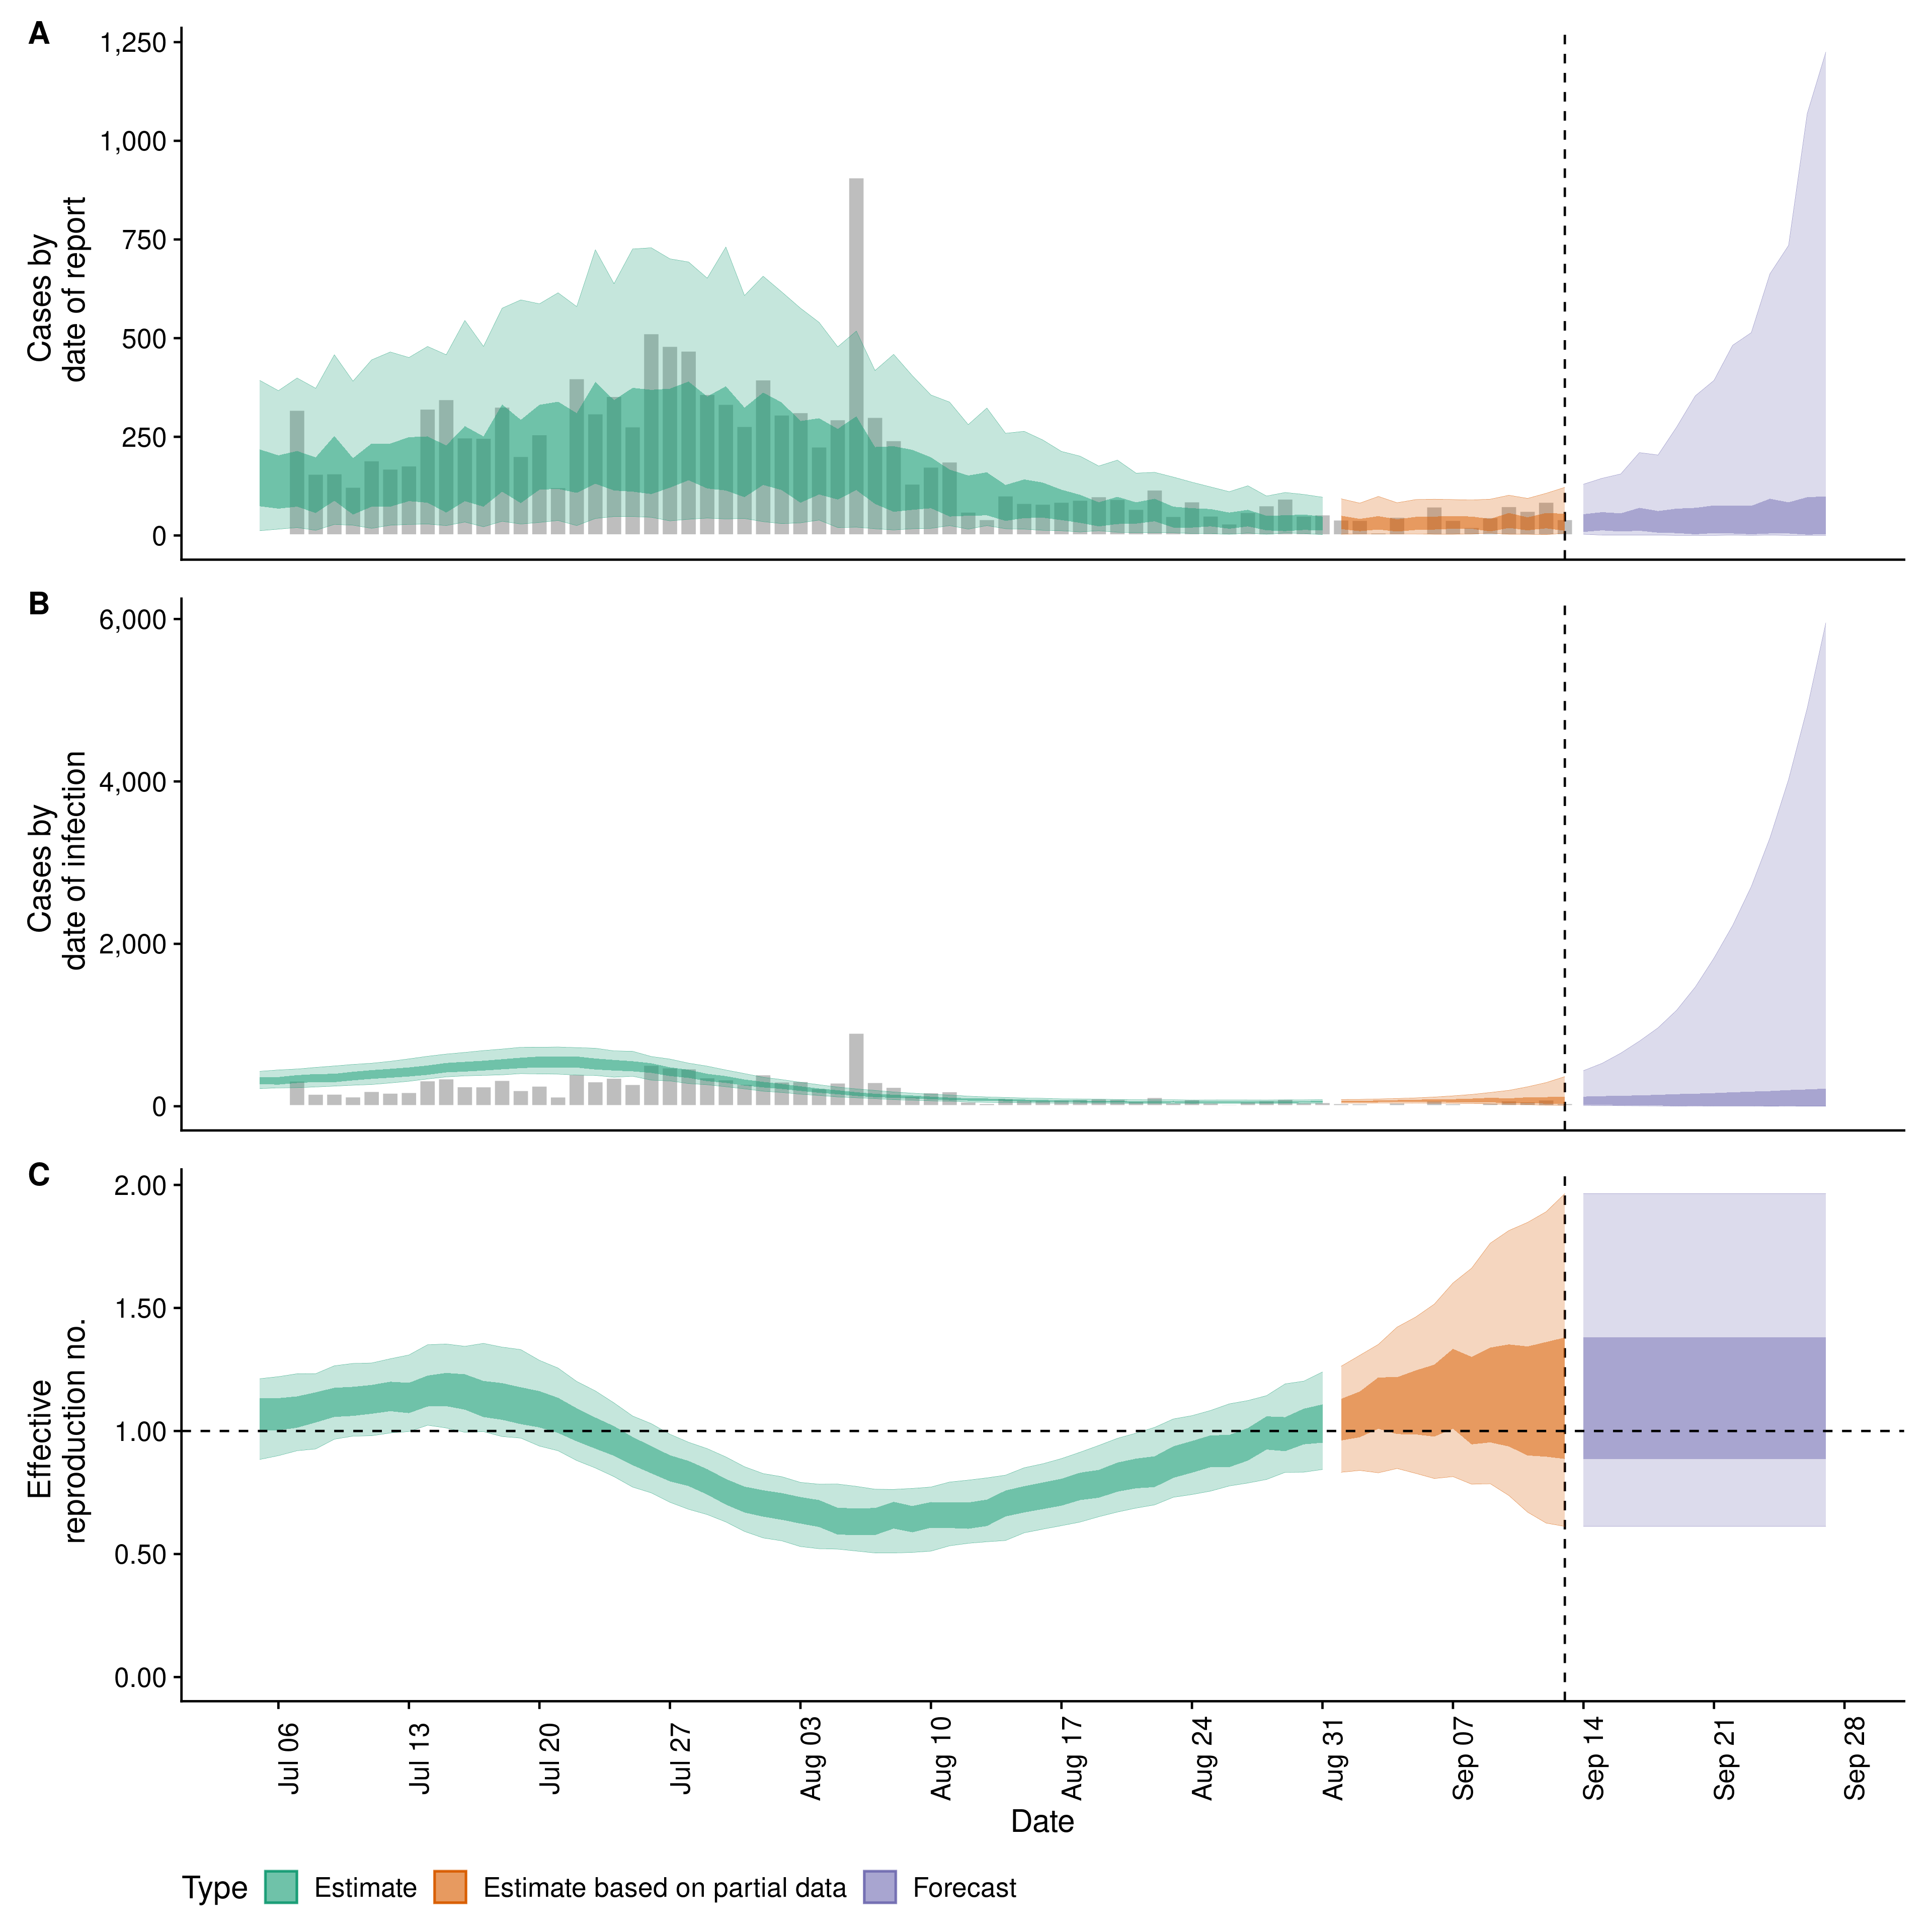 A
1,250
1,000
750
500
250
0
Cases by
date of report
B
6,000
4,000
2,000
0
Cases by
date of infection
C
2.00
1.50
1.00
0.50
0.00
Effective
reproduction no.
Jul 06
Jul 13
Jul 20
Jul 27
Aug 03
Aug 10
Aug 17
Aug 24
Aug 31
Sep 07
Sep 14
Sep 21
Sep 28
Date
Type Estimate Estimate based on partial data Forecast